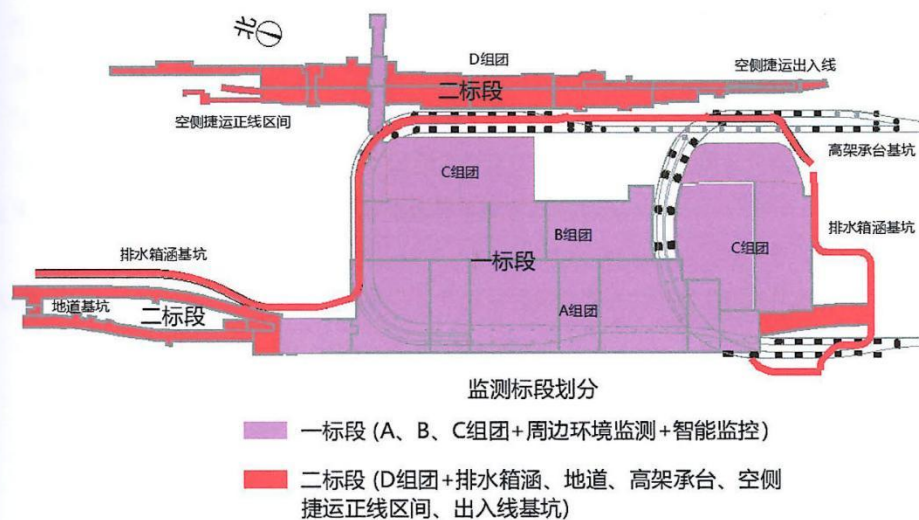 北
D组团
空侧捷运出入线
二标段
空侧捷运正线区间
高架承台基坑
C组团
排水箱涵基坑
B组团
C组团
排水箱涵基坑
一标段
地道基坑
二标段
A组团
监测标段划分
一标段 (A、B、C组团+周边环境监测+智能监控)
二标段 (D组团+排水箱涵、地道、高架承台、空侧
捷运正线区间、出入线基坑)